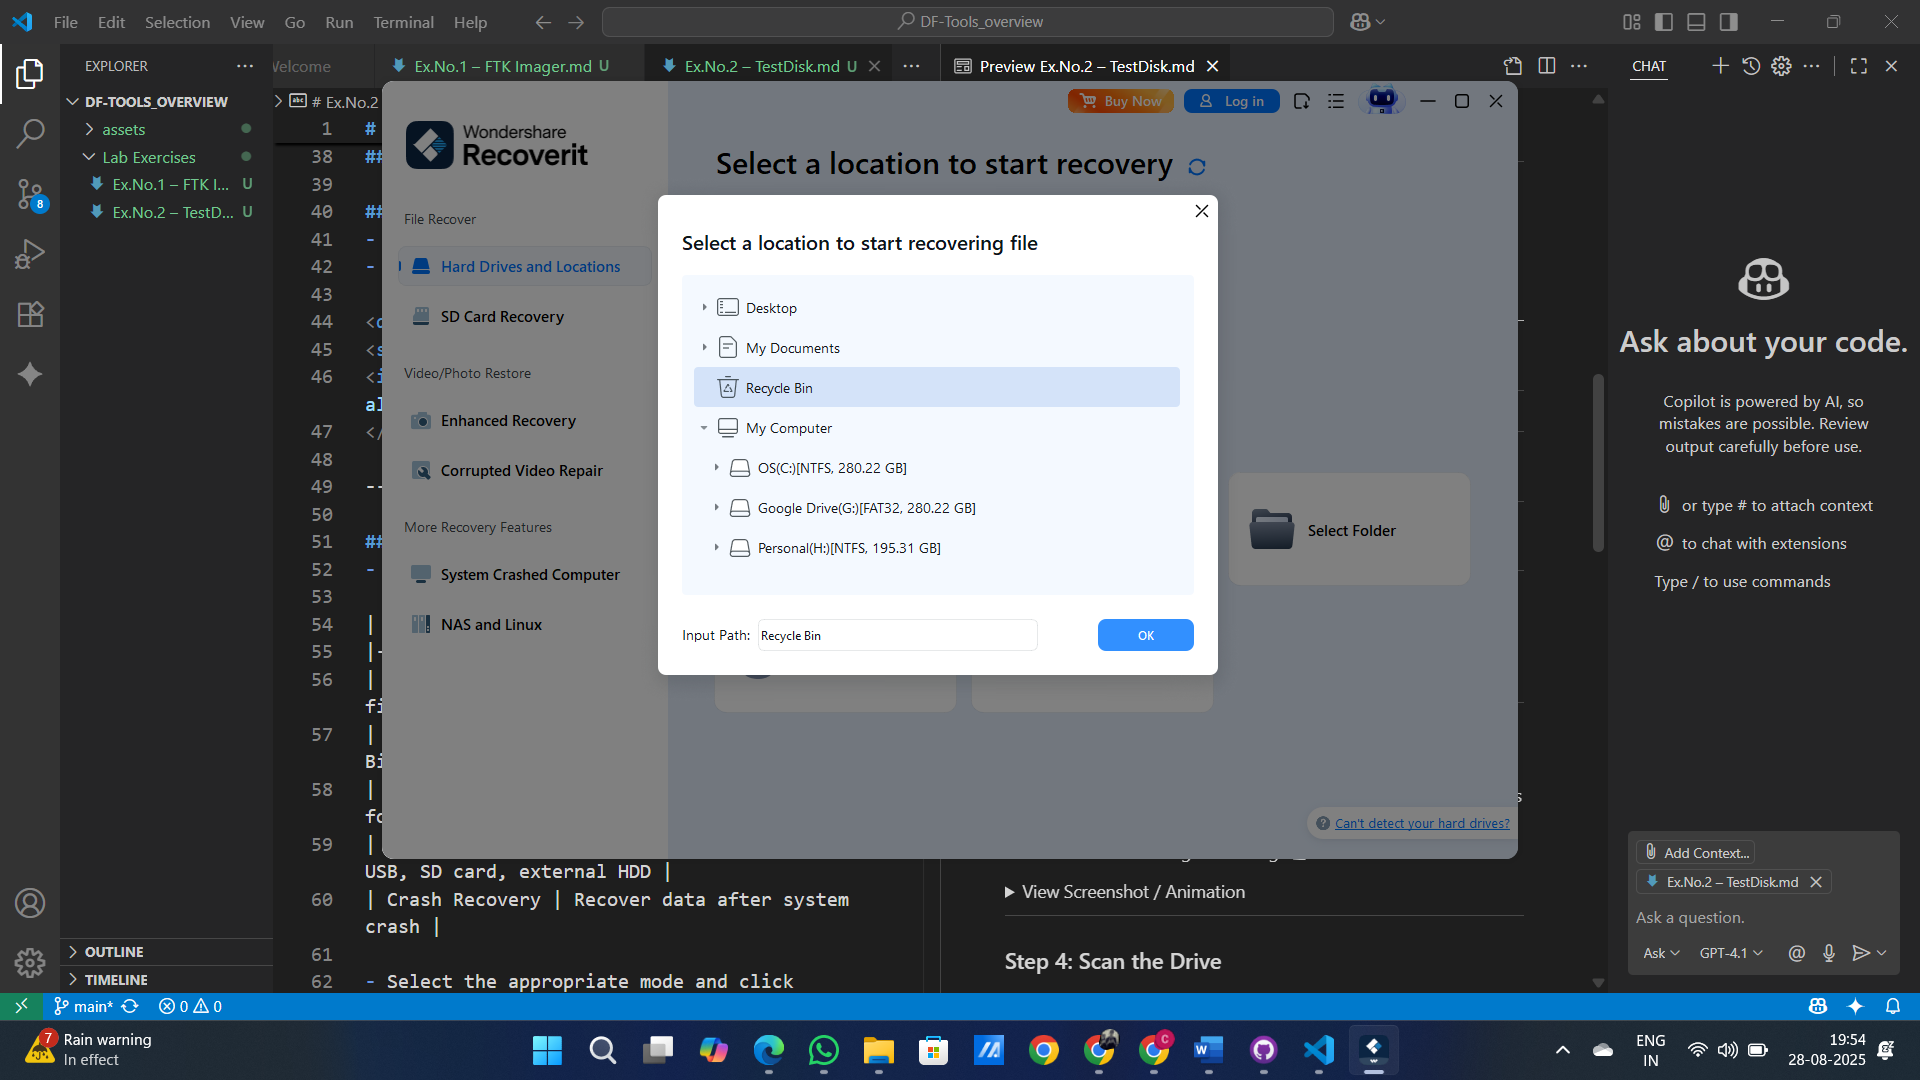 File Edit Selection View Go Run Terminal Help
DF-Tools_overview
EXPLORER
DF-TOOLS_OVERVIEW
assets
Lab Exercises
Ex.No.1 – FTK I... U
Ex.No.2 – TestD... U
8
OUTLINE
TIMELINE
Welcome
Ex.No.1 – FTK Imager.md U
Ex.No.2 – TestDisk.md U
Preview Ex.No.2 – TestDisk.md
# Ex.No.2
1 #
38 ##
39
40 ##
41 -
42 -
43
44
45
46
47 </
48
49 --
50
51 ##
52 -
53
54 |
55 |-
56 |
fi
57 |
Bi
58 |
fo
59 |
USB, SD card, external HDD |
60 | Crash Recovery | Recover data after system
crash |
61
62 - Select the appropriate mode and click
Wondershare
Recoverit
File Recover
Hard Drives and Locations
SD Card Recovery
Video/Photo Restore
Enhanced Recovery
Corrupted Video Repair
More Recovery Features
System Crashed Computer
NAS and Linux
Buy Now
Log in
Select a location to start recovery
Select Folder
Can't detect your hard drives?
Select a location to start recovering file
Desktop
My Documents
Recycle Bin
My Computer
OS(C:)[NTFS, 280.22 GB]
Google Drive(G:)[FAT32, 280.22 GB]
Personal(H:)[NTFS, 195.31 GB]
Input Path: Recycle Bin
OK
View Screenshot / Animation
Step 4: Scan the Drive
CHAT
Ask about your code.
Copilot is powered by AI, so
mistakes are possible. Review
output carefully before use.
or type # to attach context
@ to chat with extensions
Type / to use commands
Add Context...
Ex.No.2 – TestDisk.md
Ask a question.
Ask GPT-4.1
main* 0 0
7
Rain warning
In effect
ENG
IN
19:54
28-08-2025